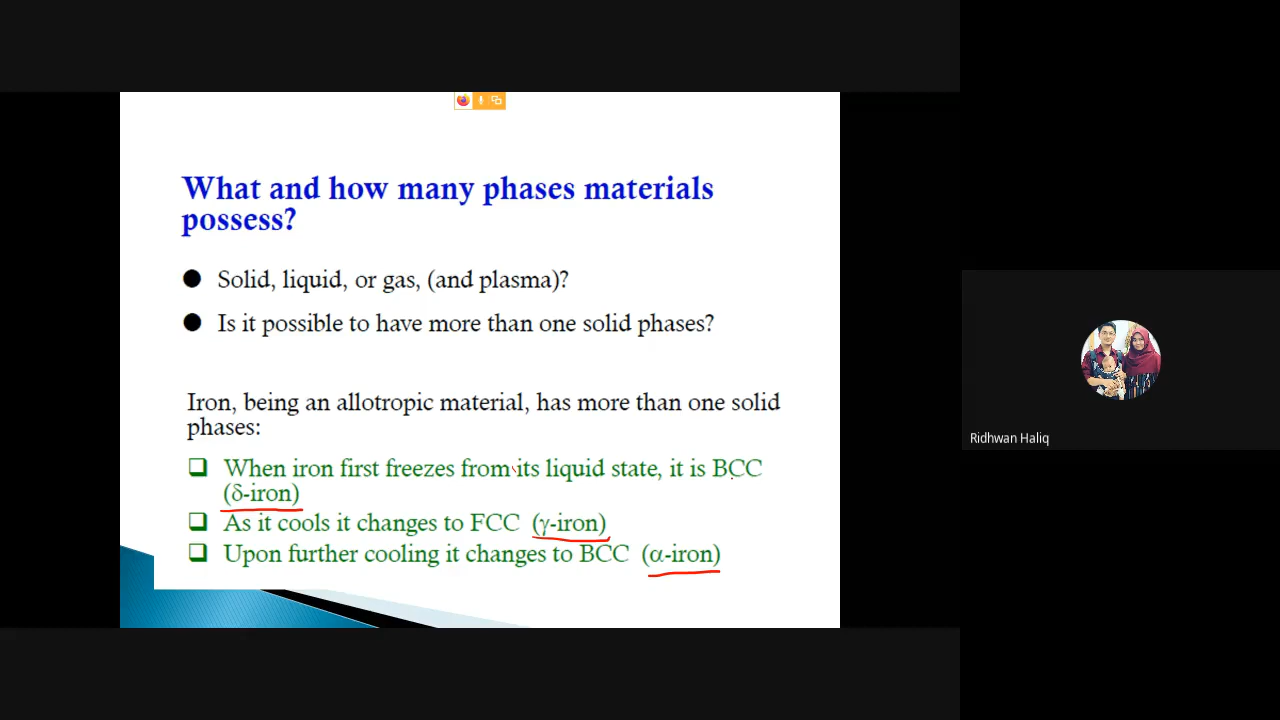 What and how many phases materials
possess?
● Solid, liquid, or gas, (and plasma)?
● Is it possible to have more than one solid phases?
Iron, being an allotropic material, has more than one solid
phases:
❑ When iron first freezes from its liquid state, it is BCC
(δ-iron)
❑ As it cools it changes to FCC (γ-iron)
❑ Upon further cooling it changes to BCC (α-iron)
Ridhwan Haliq